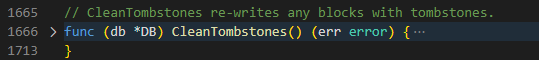 1665 // CleanTombstones re-writes any blocks with tombstones.
1666 > func (db *DB) CleanTombstones() (err error) {···
1713 }